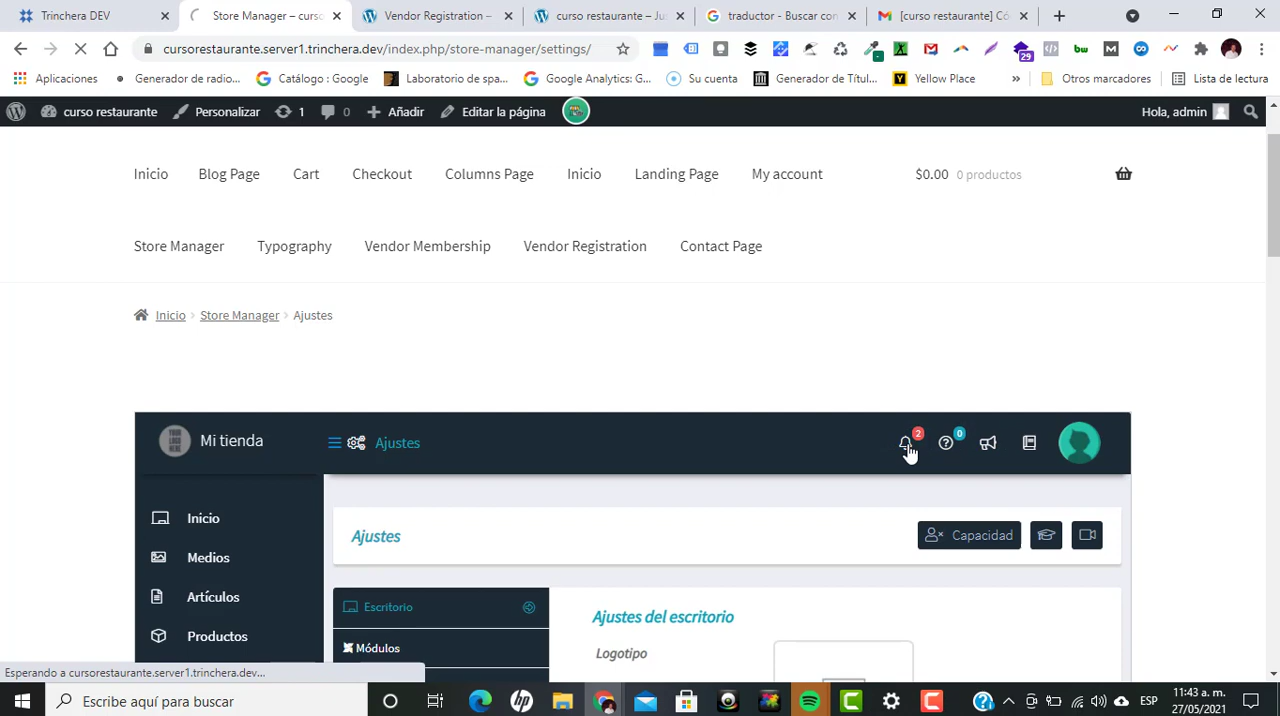 Trinchera DEV
Store Manager – curso
Vendor Registration –
curso restaurante – Ju
traductor - Buscar con
[curso restaurante] Có
cursorestaurante.server1.trinchera.dev/index.php/store-manager/settings/
29
Aplicaciones
Generador de radio...
Catálogo : Google
Laboratorio de spa...
Google Analytics: G...
Su cuenta
Generador de Títul...
Yellow Place
»
Otros marcadores
Lista de lectura
curso restaurante
Personalizar
1
0
Añadir
Editar la página
Hola, admin
Inicio
Blog Page
Cart
Checkout
Columns Page
Inicio
Landing Page
My account
$0.00 0 productos
Store Manager
Typography
Vendor Membership
Vendor Registration
Contact Page
Inicio
Store Manager
Ajustes
YOUR LOGO HERE
Mi tienda
Ajustes
2
0
Inicio
Medios
Artículos
Productos
Ajustes
Capacidad
Escritorio
Módulos
Ajustes del escritorio
Logotipo
Esperando a cursorestaurante.server1.trinchera.dev...
Escribe aquí para buscar
ESP
11:43 a. m.
27/05/2021